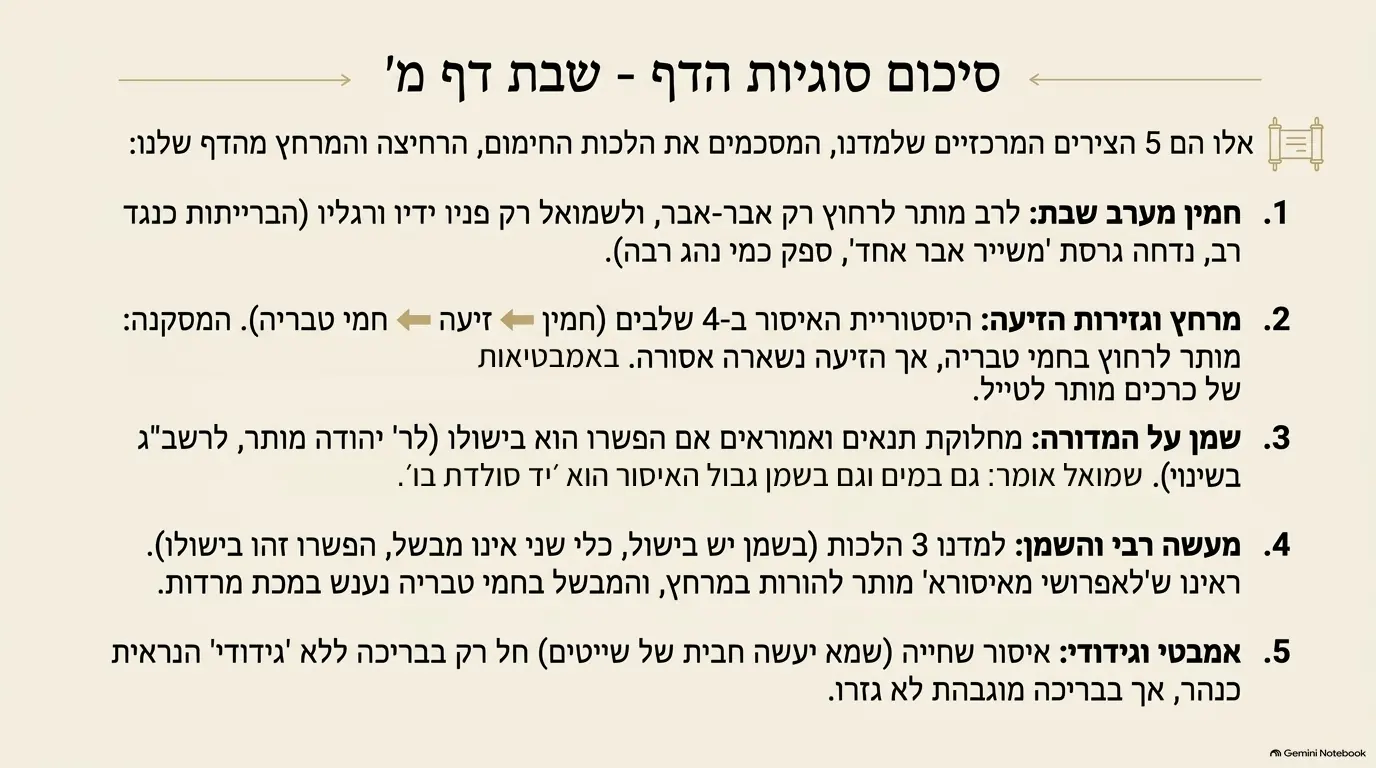 סיכום סוגיות הדף - שבת דף מ'
אלו הם 5 הצירים המרכזיים שלמדנו, המסכמים את הלכות החימום, הרחיצה והמרחץ מהדף שלנו:
1. חמין מערב שבת: לרב מותר לרחוץ רק אבר-אבר, ולשמואל רק פניו ידיו ורגליו (הברייתות כנגד
רב, נדחה גרסת 'משייר אבר אחד', ספק כמי נהג רבה).
2. מרחץ וגזירות הזיעה: היסטוריית האיסור ב-4 שלבים (חמין ⬅ זיעה ⬅ חמי טבריה). המסקנה:
מותר לרחוץ בחמי טבריה, אך הזיעה נשארה אסורה. באמבטיאות
של כרכים מותר לטייל.
3. שמן על המדורה: מחלוקת תנאים ואמוראים אם הפשרו הוא בישולו (לר' יהודה מותר, לרשב"ג
בשינוי). שמואל אומר: גם במים וגם בשמן גבול האיסור הוא 'יד סולדת בו'.
4. מעשה רבי והשמן: למדנו 3 הלכות (בשמן יש בישול, כלי שני אינו מבשל, הפשרו זהו בישולו).
ראינו ש'לאפרושי מאיסורא' מותר להורות במרחץ, והמבשל בחמי טבריה נענש במכת מרדות.
5. אמבטי וגידודי: איסור שחייה (שמא יעשה חבית של שייטים) חל רק בבריכה ללא 'גידודי' הנראית
כנהר, אך בבריכה מוגבהת לא גזרו.
Gemini Notebook